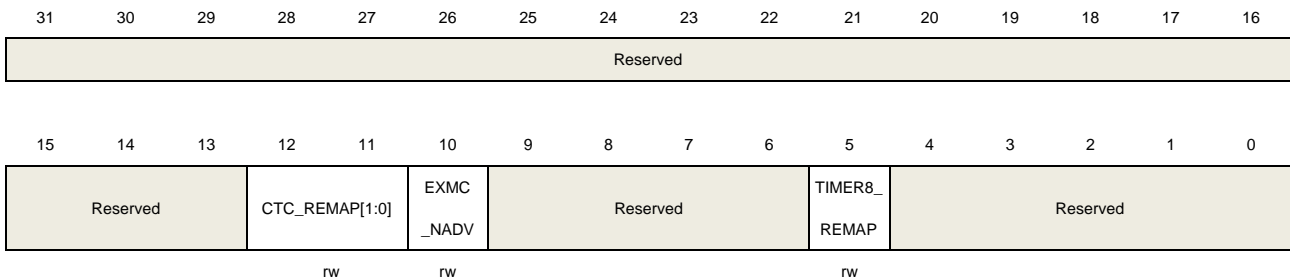 31 30 29 28 27 26 25 24 23 22 21 20 19 18 17 16
Reserved
15 14 13 12 11 10 9 8 7 6 5 4 3 2 1 0
Reserved CTC_REMAP[1:0] EXMC _NADV Reserved TIMER8_ REMAP Reserved
rw rw rw